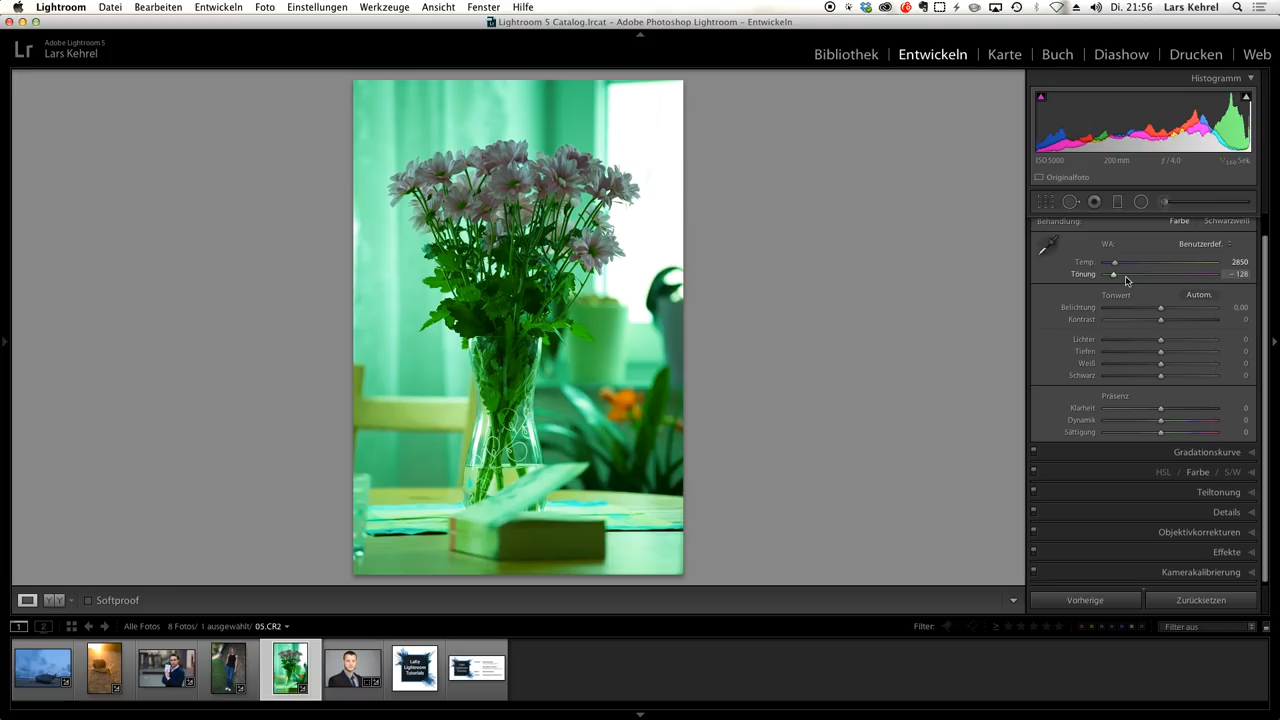 Lightroom Datei Bearbeiten Entwickeln Foto Einstellungen Werkzeuge Ansicht Fenster Hilfe Di. 21:56 Lars Kehrel
Lightroom 5 Catalog.lrcat – Adobe Photoshop Lightroom – Entwickeln
Lr Adobe Lightroom 5
Lars Kehrel
Bibliothek | Entwickeln | Karte | Buch | Diashow | Drucken | Web
Histogramm
ISO 5000 200 mm ƒ / 4,0
Originalfoto
Behandlung: Farbe Schwarzweiß
WA: Benutzerdef.
Temp. 2850
Tönung – 128
Tonwert Autom.
Belichtung 0,00
Kontrast 0
Lichter 0
Tiefen 0
Weiß 0
Schwarz 0
Präsenz
Klarheit 0
Dynamik 0
Sättigung 0
Gradationskurve
HSL / Farbe / S/W
Teiltonung
Details
Objektivkorrekturen
Effekte
Kamerakalibrierung
YY Softproof Vorherige Zurücksetzen
1 2 Alle Fotos 8 Fotos/ 1 ausgewählt/ 05.CR2 Filter: Filter aus
LaKe
Lightroom
Tutorials